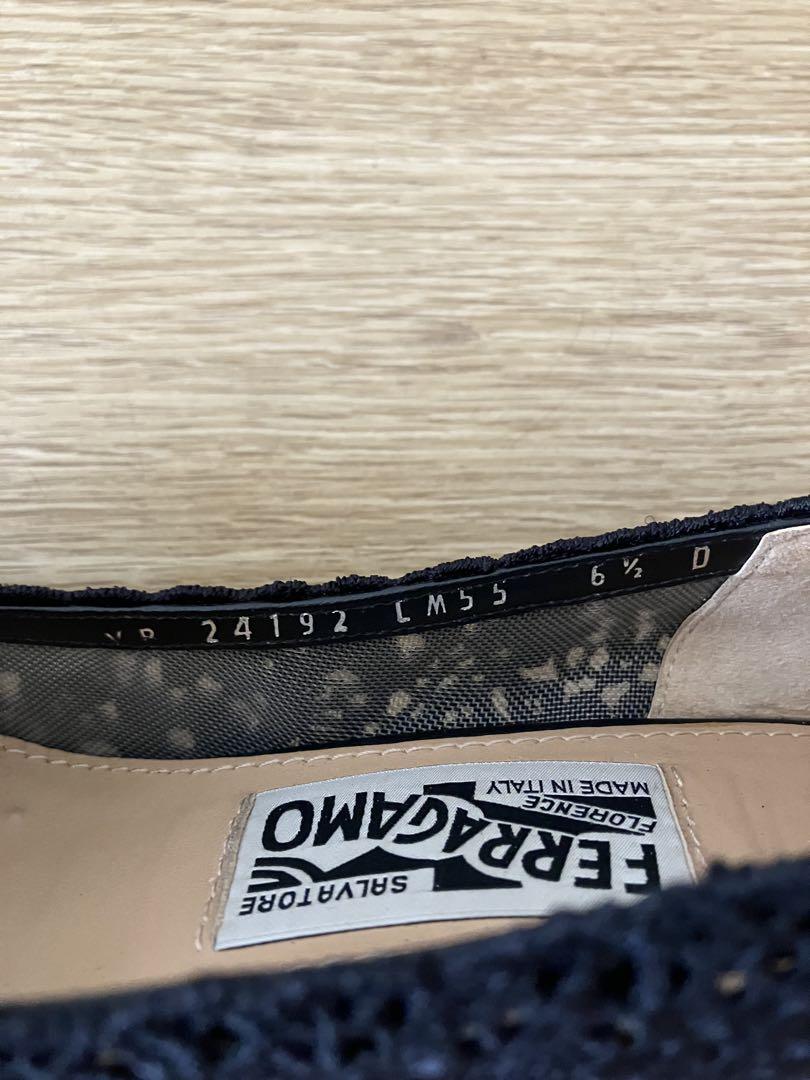 24192 LM55 6½ D
SALVATORE
FERRAGAMO
FLORENCE
MADE IN ITALY